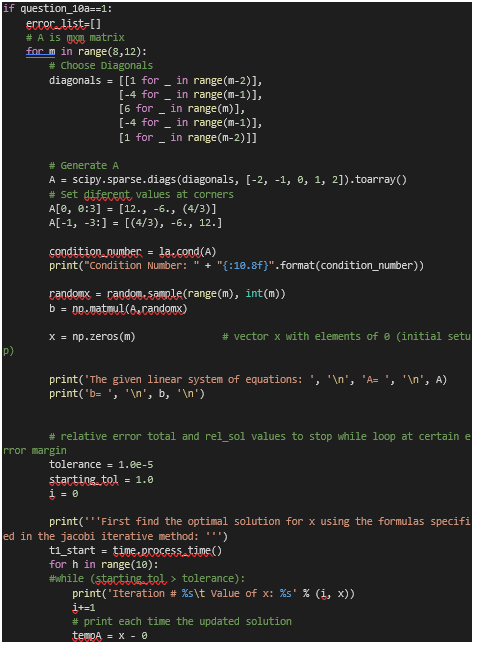 if question_10a==1:
error_list=[]
# A is mxm matrix
for m in range(8,12):
# Choose Diagonals
diagonals = [[1 for _ in range(m-2)],
[-4 for _ in range(m-1)],
[6 for _ in range(m)],
[-4 for _ in range(m-1)],
[1 for _ in range(m-2)]]
# Generate A
A = scipy.sparse.diags(diagonals, [-2, -1, 0, 1, 2]).toarray()
# Set diferent values at corners
A[0, 0:3] = [12., -6., (4/3)]
A[-1, -3:] = [(4/3), -6., 12.]
condition_number = la.cond(A)
print("Condition Number: " + "{:10.8f}".format(condition_number))
randomx = random.sample(range(m), int(m))
b = np.matmul(A,randomx)
x = np.zeros(m) # vector x with elements of 0 (initial setu
p)
print('The given linear system of equations: ', '\n', 'A= ', '\n', A)
print('b= ', '\n', b, '\n')
# relative error total and rel_sol values to stop while loop at certain e
rror margin
tolerance = 1.0e-5
starting_tol = 1.0
i = 0
print('''First find the optimal solution for x using the formulas specifi
ed in the jacobi iterative method: ''')
t1_start = time.process_time()
for h in range(10):
#while (starting_tol > tolerance):
print('Iteration # %s\t Value of x: %s' % (i, x))
i+=1
# print each time the updated solution
tempA = x - 0